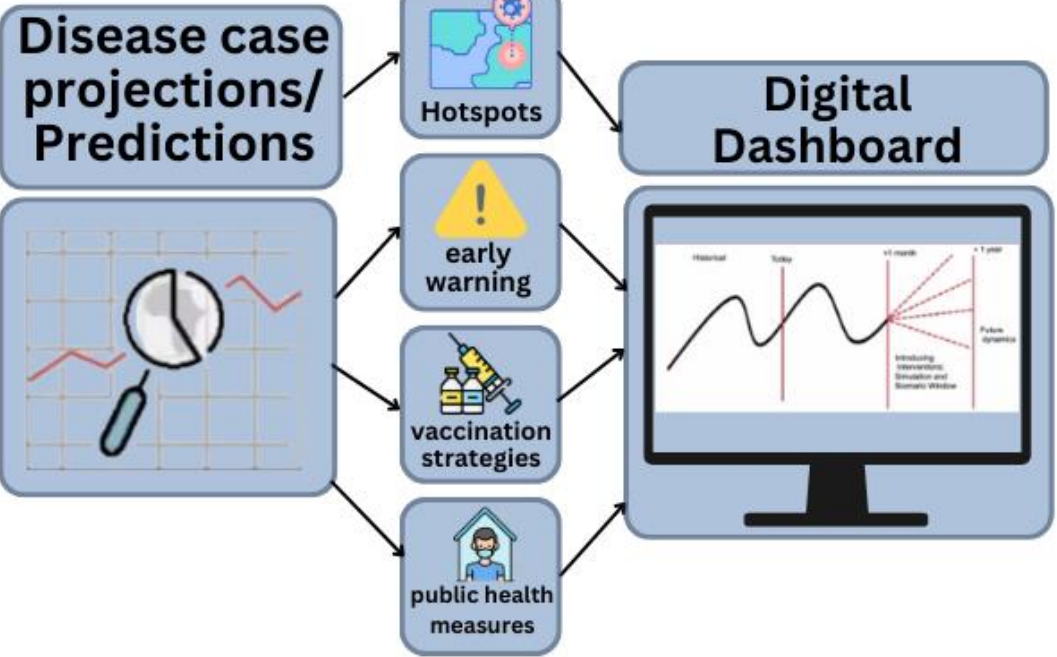 Disease case
projections/
Predictions
Hotspots
early
warning
vaccination
strategies
public health
measures
Digital
Dashboard
Historical
Today
+1 month
+ 1 year
Future
dynamics
Introducing
Interventions:
Simulation and
Scenario Window